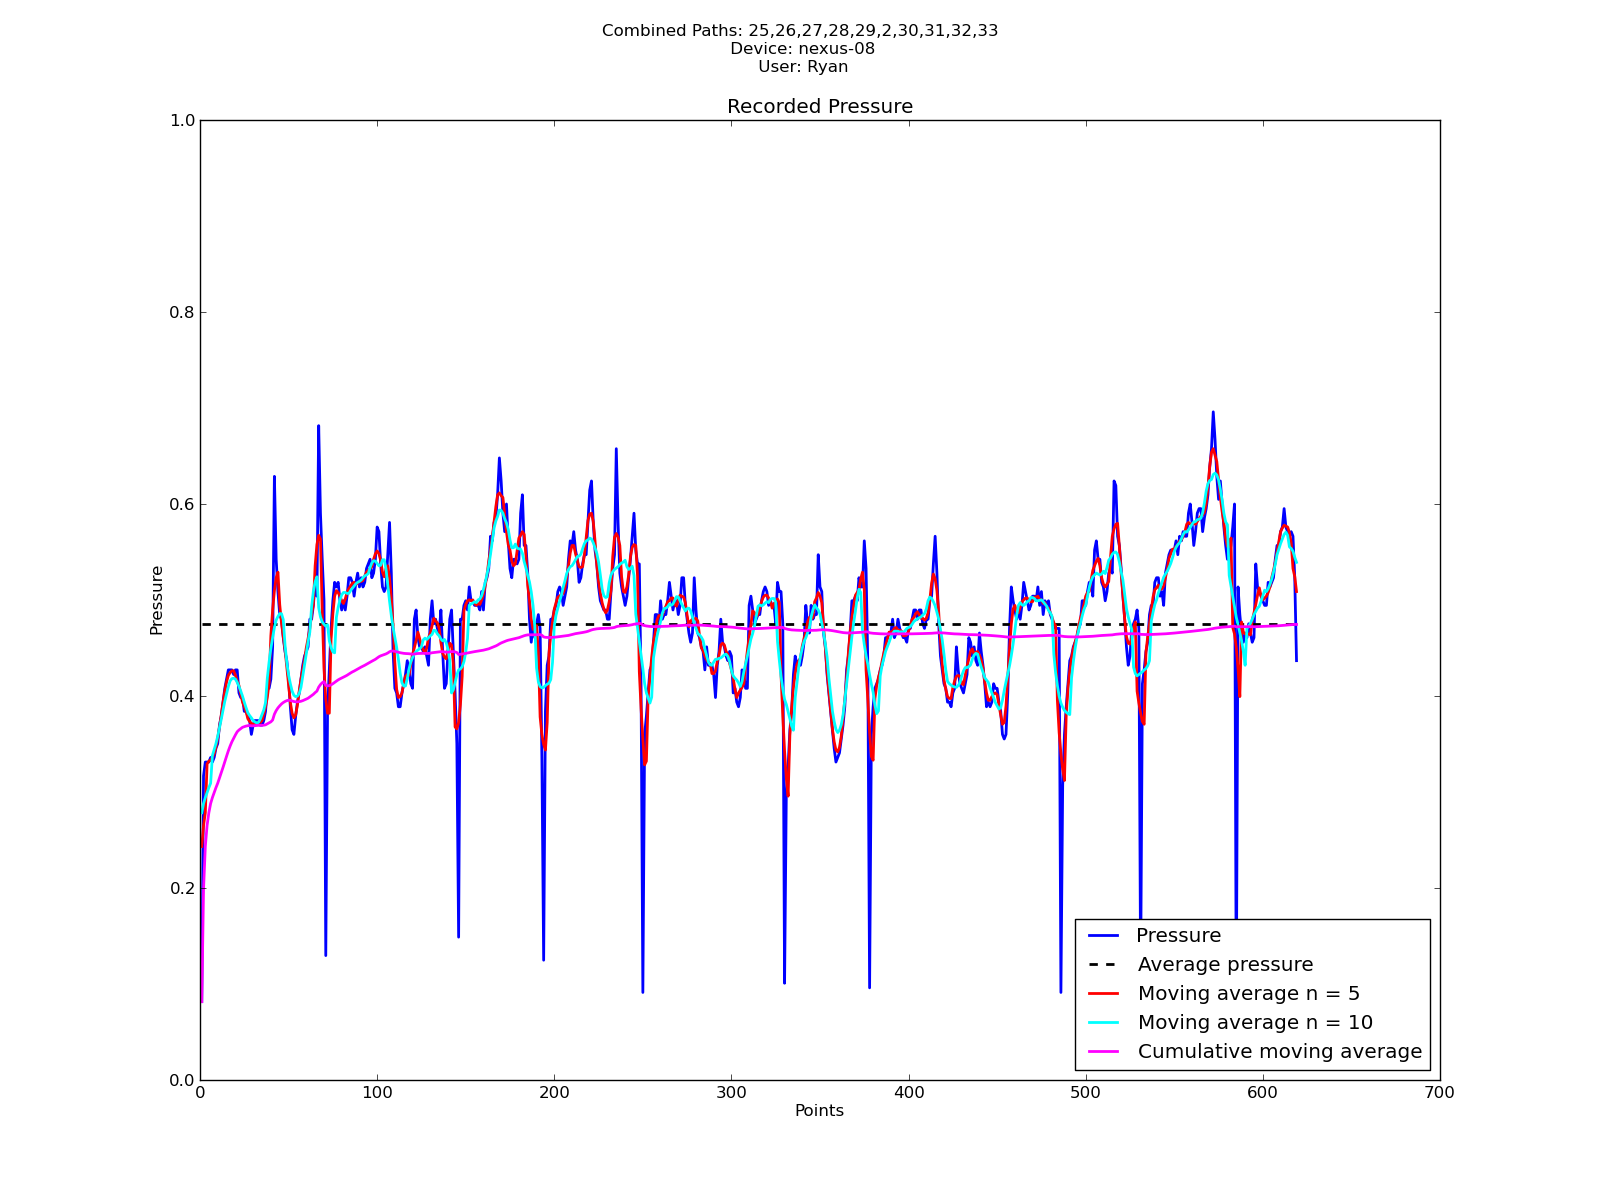 Combined Paths: 25,26,27,28,29,2,30,31,32,33
Device: nexus-08
User: Ryan
Recorded Pressure
1.0
0.8
0.6
0.4
0.2
0.0
Pressure
0 100 200 300 400 500 600 700
Points
Pressure
Average pressure
Moving average n = 5
Moving average n = 10
Cumulative moving average